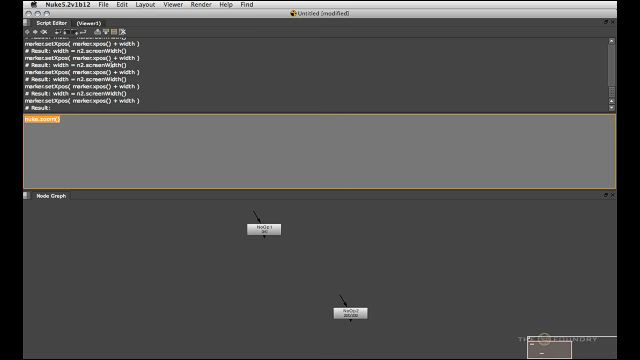 Nuke5.2v1b12 File Edit Layout Viewer Render Help
Untitled [modified]
Script Editor (Viewer1)
marker.setXpos( marker.xpos() + width )
# Result: width = n2.screenWidth()
marker.setXpos( marker.xpos() + width )
# Result: width = n2.screenWidth()
marker.setXpos( marker.xpos() + width )
# Result: width = n2.screenWidth()
marker.setXpos( marker.xpos() + width )
# Result:
nuke.zoom()
Node Graph
NoOp1
NoOp2
THE FOUNDRY